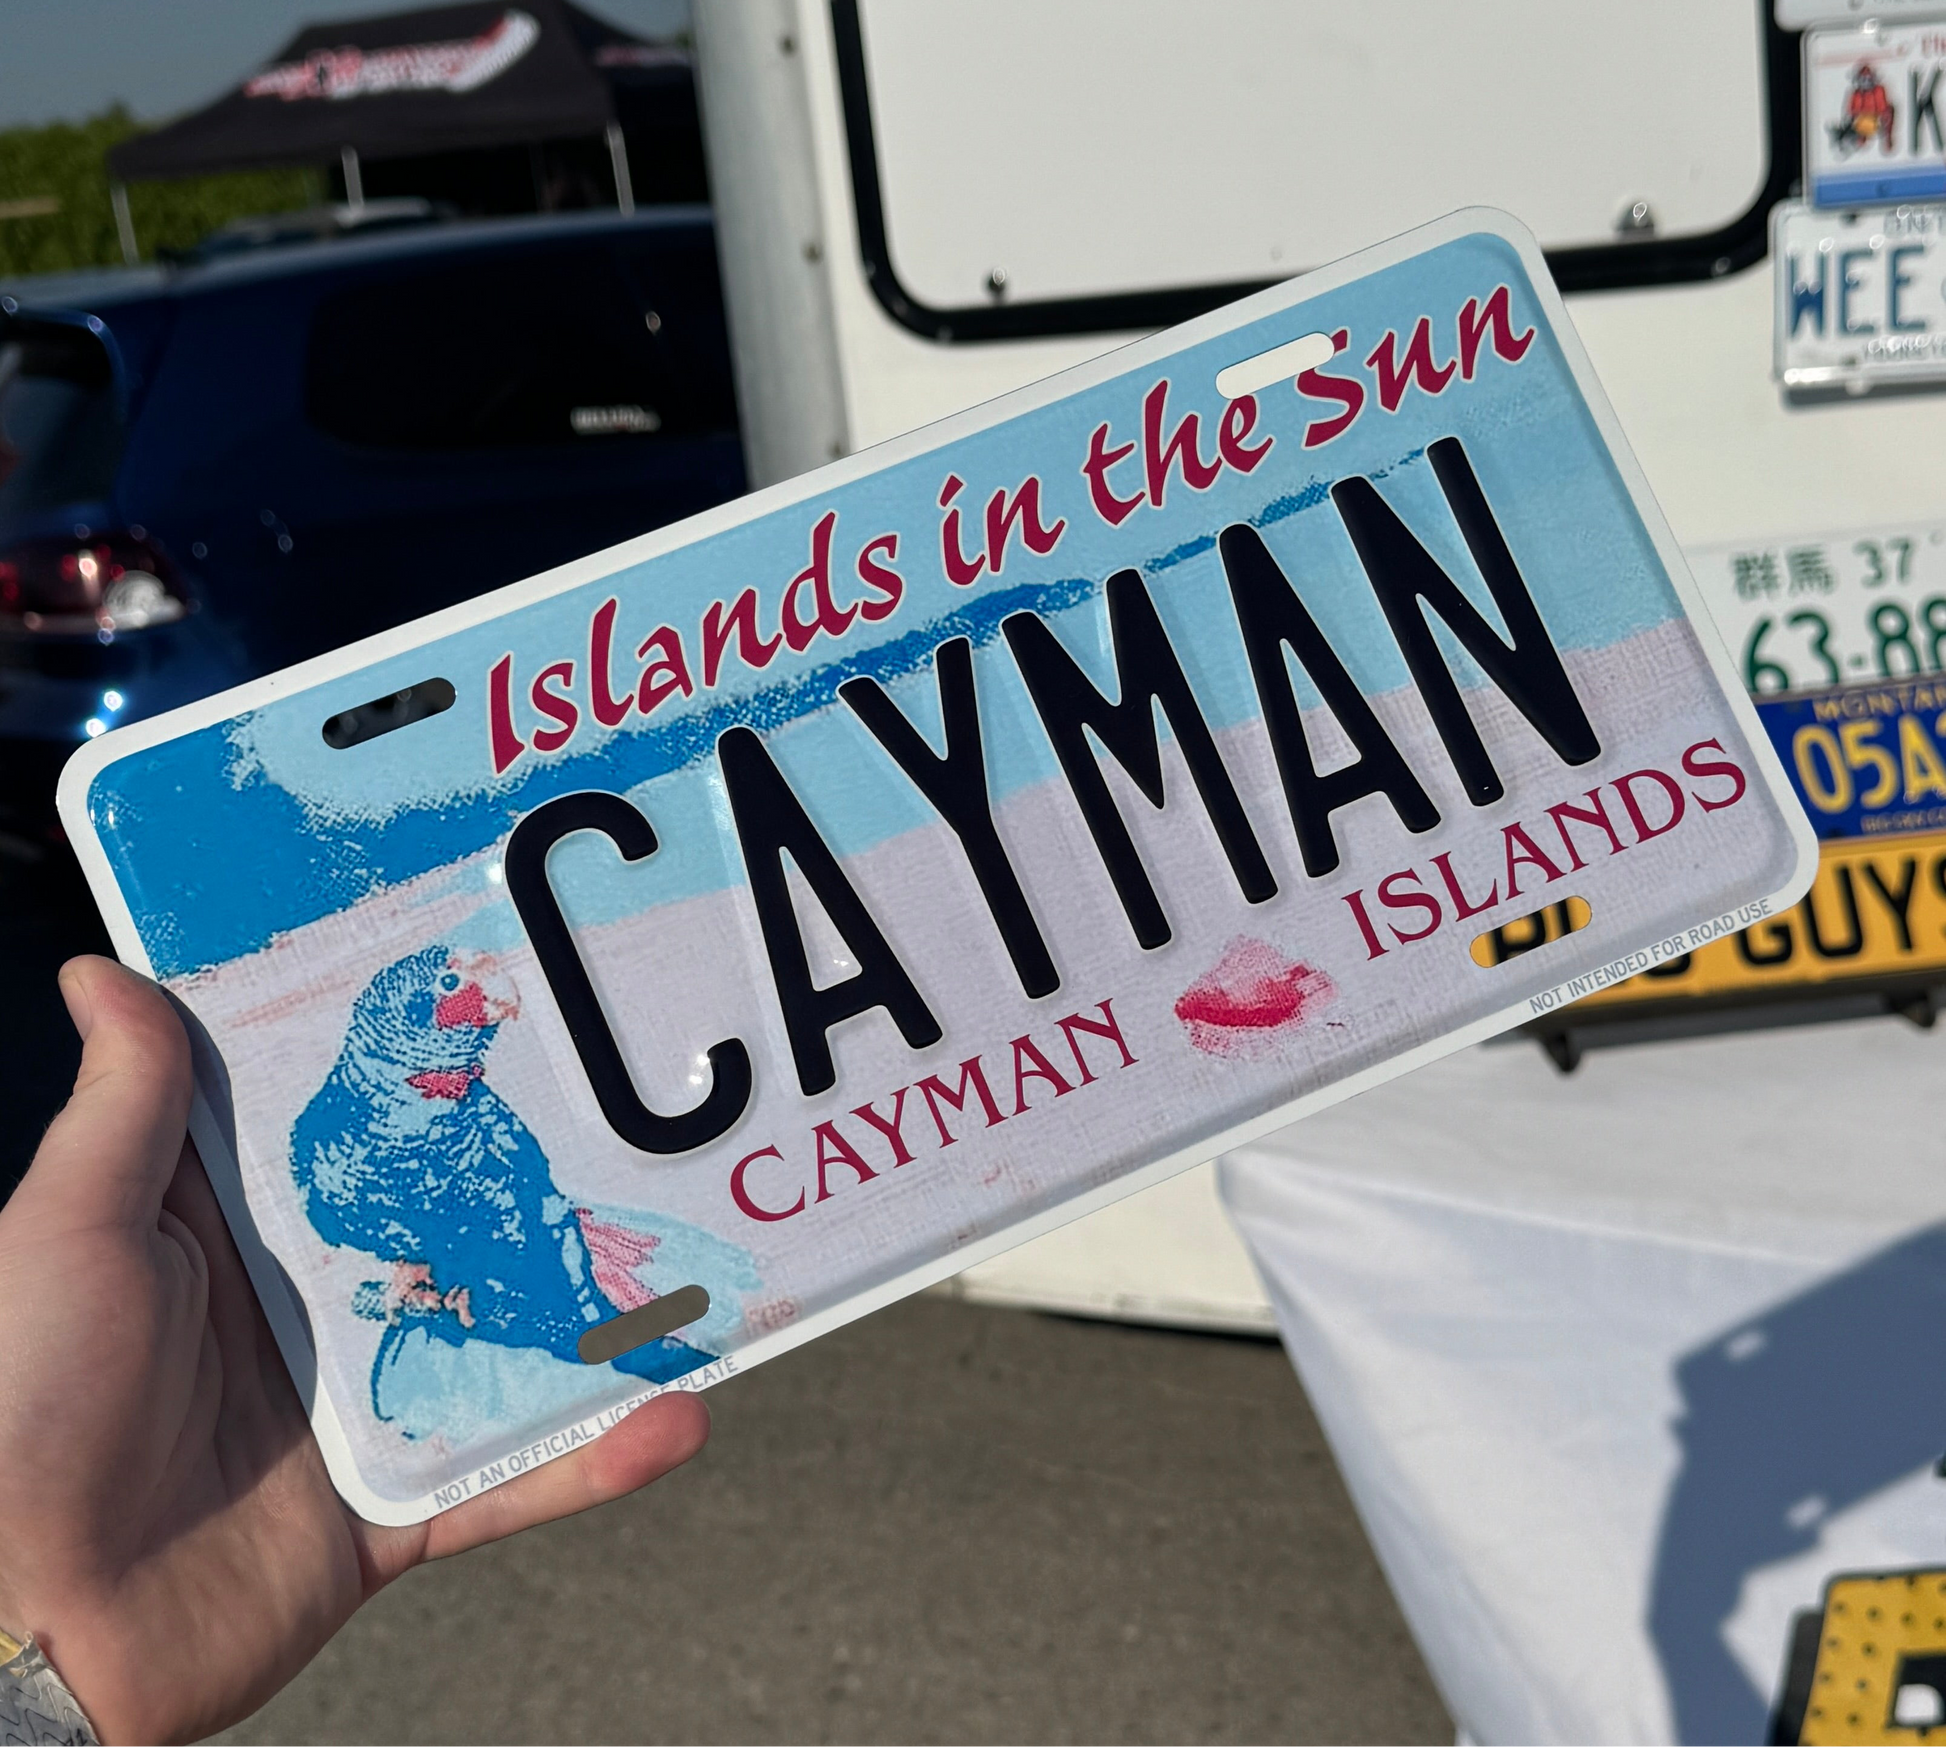 Islands in the Sun
CAYMAN
CAYMAN ISLANDS
NOT AN OFFICIAL LICENSE PLATE
NOT INTENDED FOR ROAD USE
K
WEE
群馬 37
63-88
MONTAN
05A
GUYS